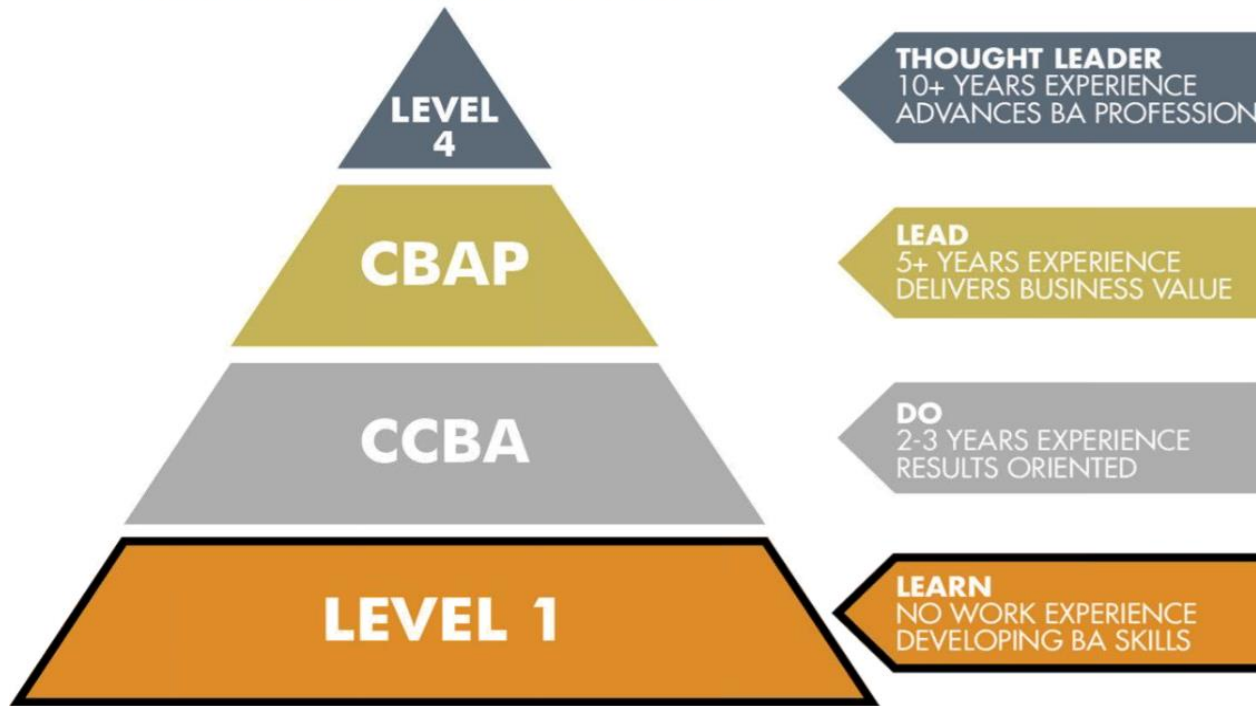 LEVEL
4
THOUGHT LEADER
10+ YEARS EXPERIENCE
ADVANCES BA PROFESSION
CBAP
LEAD
5+ YEARS EXPERIENCE
DELIVERS BUSINESS VALUE
CCBA
DO
2-3 YEARS EXPERIENCE
RESULTS ORIENTED
LEVEL 1
LEARN
NO WORK EXPERIENCE
DEVELOPING BA SKILLS